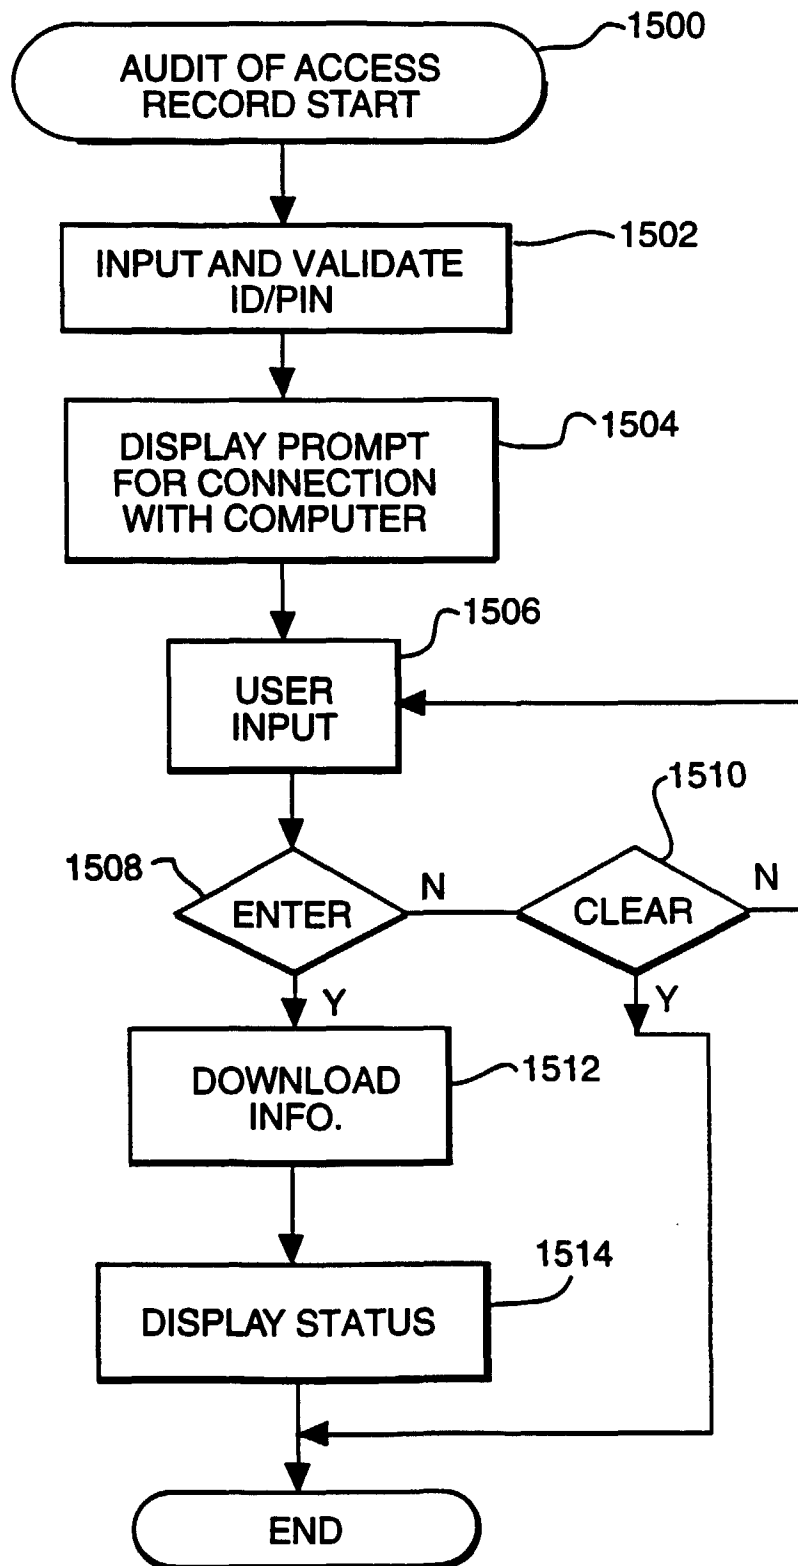 1500
AUDIT OF ACCESS
RECORD START
1502
INPUT AND VALIDATE
ID/PIN
1504
DISPLAY PROMPT
FOR CONNECTION
WITH COMPUTER
1506
USER
INPUT
1510
1508
ENTER
N
CLEAR
N
Y
Y
1512
DOWNLOAD
INFO.
1514
DISPLAY STATUS
END